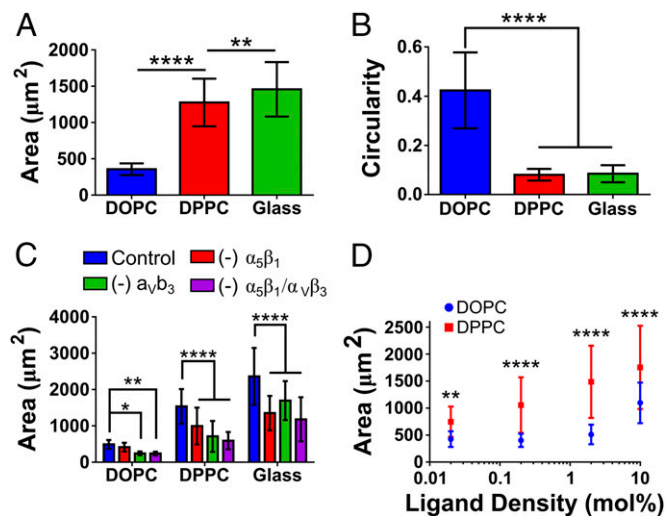 A
Area (μm²)
2000
1500
1000
500
0
****
**
DOPC
DPPC
Glass
B
Circularity
0.6
0.4
0.2
0.0
****
DOPC
DPPC
Glass
C
Control
(-) α₅β₁
(-) aᵥb₃
(-) α₅β₁/αᵥβ₃
Area (μm²)
4000
3000
2000
1000
0
**
*
****
****
DOPC
DPPC
Glass
D
DOPC
DPPC
Area (μm²)
2500
2000
1500
1000
500
0
**
****
****
****
0.01
0.1
1
10
Ligand Density (mol%)